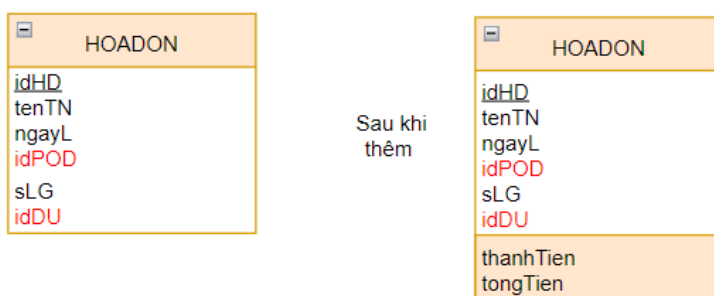 HOADON
idHD
tenTN
ngayL
idPOD
sLG
idDU
Sau khi
thêm
HOADON
idHD
tenTN
ngayL
idPOD
sLG
idDU
thanhTien
tongTien